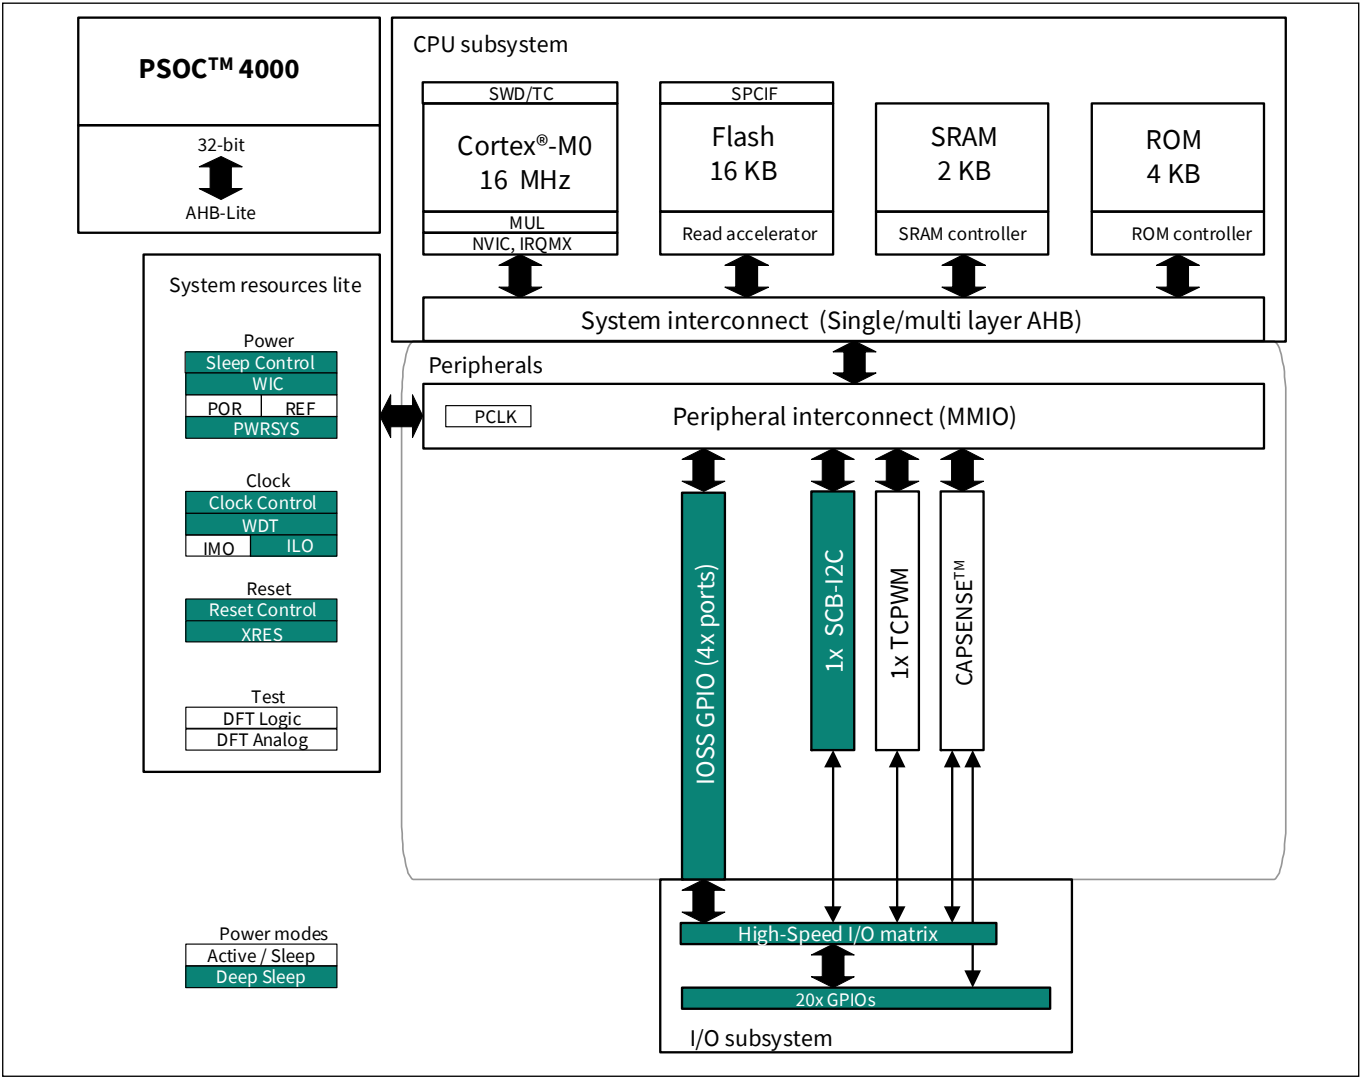 PSOC™ 4000
32-bit
AHB-Lite
CPU subsystem
SWD/TC
Cortex®-M0
16 MHz
MUL
NVIC, IRQMX
SPCIF
Flash
16 KB
Read accelerator
SRAM
2 KB
SRAM controller
ROM
4 KB
ROM controller
System interconnect (Single/multi layer AHB)
System resources lite
Power
Sleep Control
WIC
POR REF
PWRSYS
Clock
Clock Control
WDT
IMO ILO
Reset
Reset Control
XRES
Test
DFT Logic
DFT Analog
Peripherals
PCLK
Peripheral interconnect (MMIO)
IOSS GPIO (4x ports)
1x SCB-I2C
1x TCPWM
CAPSENSE™
High-Speed I/O matrix
20x GPIOs
I/O subsystem
Power modes
Active / Sleep
Deep Sleep